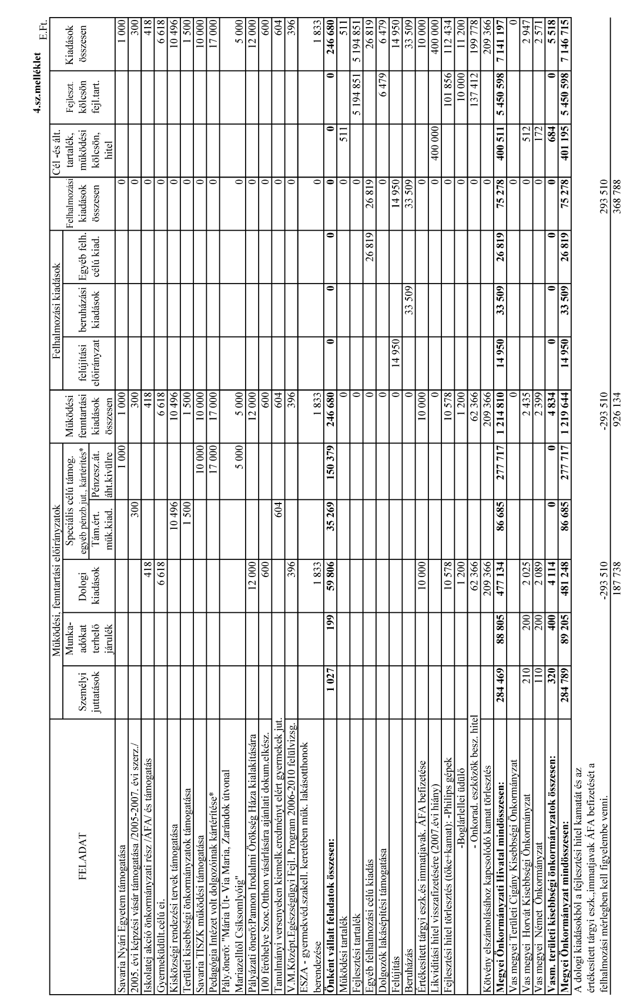 4.sz.melléklet
E.Ft.
FELADAT
Működési, fenntartási előirányzatok
Működési fenntartási kiadások összesen
Felhalmozási kiadások
Felhalmozási kiadások összesen
Cél -és ált. tartalék, működési kölcsön, hitel
Fejleszt. kölcsön fejl.tart.
Kiadások összesen
Személyi juttatások
Munka-adókat terhelő járulék
Dologi kiadások
Speciális célú támog. egyéb pénzb.jut., kártérítés*
Tám.ért. műk.kiad.
Pénzesz.át. áht.kivülre
felújítási előirányzat
beruházási kiadások
Egyéb felh. célú kiad.
Savaria Nyári Egyetem támogatása 1 000 1 000 0 1 000
2005. évi képzési vásár támogatása /2005-2007. évi szerz./ 300 300 0 300
Iskolatej akció önkormányzati rész /ÁFA/ és támogatás 418 418 0 418
Gyermeküdült.célú ei. 6 618 6 618 0 6 618
Kisközségi rendezési tervek támogatása 10 496 10 496 0 10 496
Területi kisebbségi önkormányzatok támogatása 1 500 1 500 0 1 500
Savaria TISZK működési támogatása 10 000 10 000 0 10 000
Pedagógia Intézet volt dolgozóinak kártérítése* 17 000 17 000 0 17 000
Pály.önerő: "Mária Út- Via Maria, Zarándok útvonal
Mariazelltől Csíksomlyóig" 5 000 5 000 0 5 000
Pályázati önerő:Pannon Irodalmi Örökség Háza kialakítására 12 000 12 000 0 12 000
100 férőhelye Szoc.Otthon vásárlására ajánlati dokum.elkész. 600 600 0 600
Tanulmányi versenyeken kiemelk.eredményt elért gyermekek jut. 604 604 0 604
V.M.Középt.Egészségügyi Fejl. Program 2006-2010 felülvizsg. 396 396 0 396
ESZA - gyermekvéd.szakell. keretében műk. lakásotthonok
berendezése 1 833 1 833 0 1 833
Önként vállalt feladatok összesen: 1 027 199 59 806 35 269 150 379 246 680 0 0 0 0 0 0 246 680
Működési tartalék 0 0 511 511
Fejlesztési tartalék 0 0 5 194 851 5 194 851
Egyéb felhalmozási célú kiadás 0 26 819 26 819 26 819
Dolgozók lakásépítési támogatása 0 0 6 479 6 479
Felújítás 0 14 950 14 950 14 950
Beruházás 0 33 509 33 509 33 509
Értékesített tárgyi eszk.és immatjavak. ÁFA befizetése 10 000 10 000 0 10 000
Likviditási hitel visszafizetésére (2007.évi hiány) 0 0 400 000 400 000
Fejlesztési hitel törlesztés (tőke+kamat): -Philips gépek 10 578 10 578 0 101 856 112 434
-Boglárlellei üdülő 1 200 1 200 0 10 000 11 200
- Onkorad. eszközök besz. hitel 62 366 62 366 0 137 412 199 778
Kötvény elszámolásához kapcsolódó kamat törlesztés 209 366 209 366 0 209 366
Megyei Önkormányzati Hivatal mindösszesen: 284 469 88 805 477 134 86 685 277 717 1 214 810 14 950 33 509 26 819 75 278 400 511 5 450 598 7 141 197
Vas megyei Területi Cigány Kisebbségi Önkormányzat 0 0 0
Vas megyei Horvát Kisebbségi Önkormányzat 210 200 2 025 2 435 0 512 2 947
Vas megyei Német Önkormányzat 110 200 2 089 2 399 0 172 2 571
Vasm. területi kisebbségi önkormányzatok összesen: 320 400 4 114 0 0 4 834 0 0 0 0 684 0 5 518
Megyei Önkormányzat mindösszesen: 284 789 89 205 481 248 86 685 277 717 1 219 644 14 950 33 509 26 819 75 278 401 195 5 450 598 7 146 715
A dologi kiadásokból a fejlesztési hitel kamatát és az
értékesített tárgyi eszk.,immatjavak ÁFA befizetését a
felhalmozási mérlegben kell figyelembe venni. -293 510 -293 510 293 510
187 738 926 134 368 788